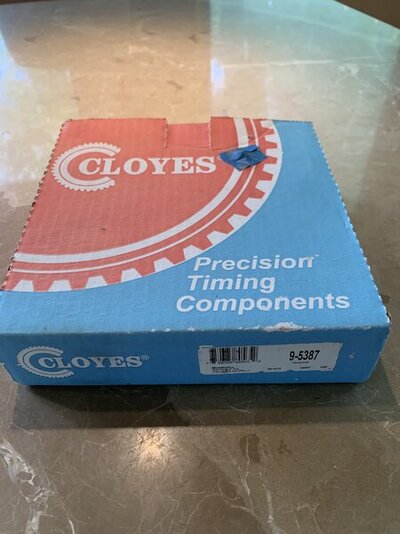 CLOYES
Precision
Timing
Components
CLOYES®
9-5387